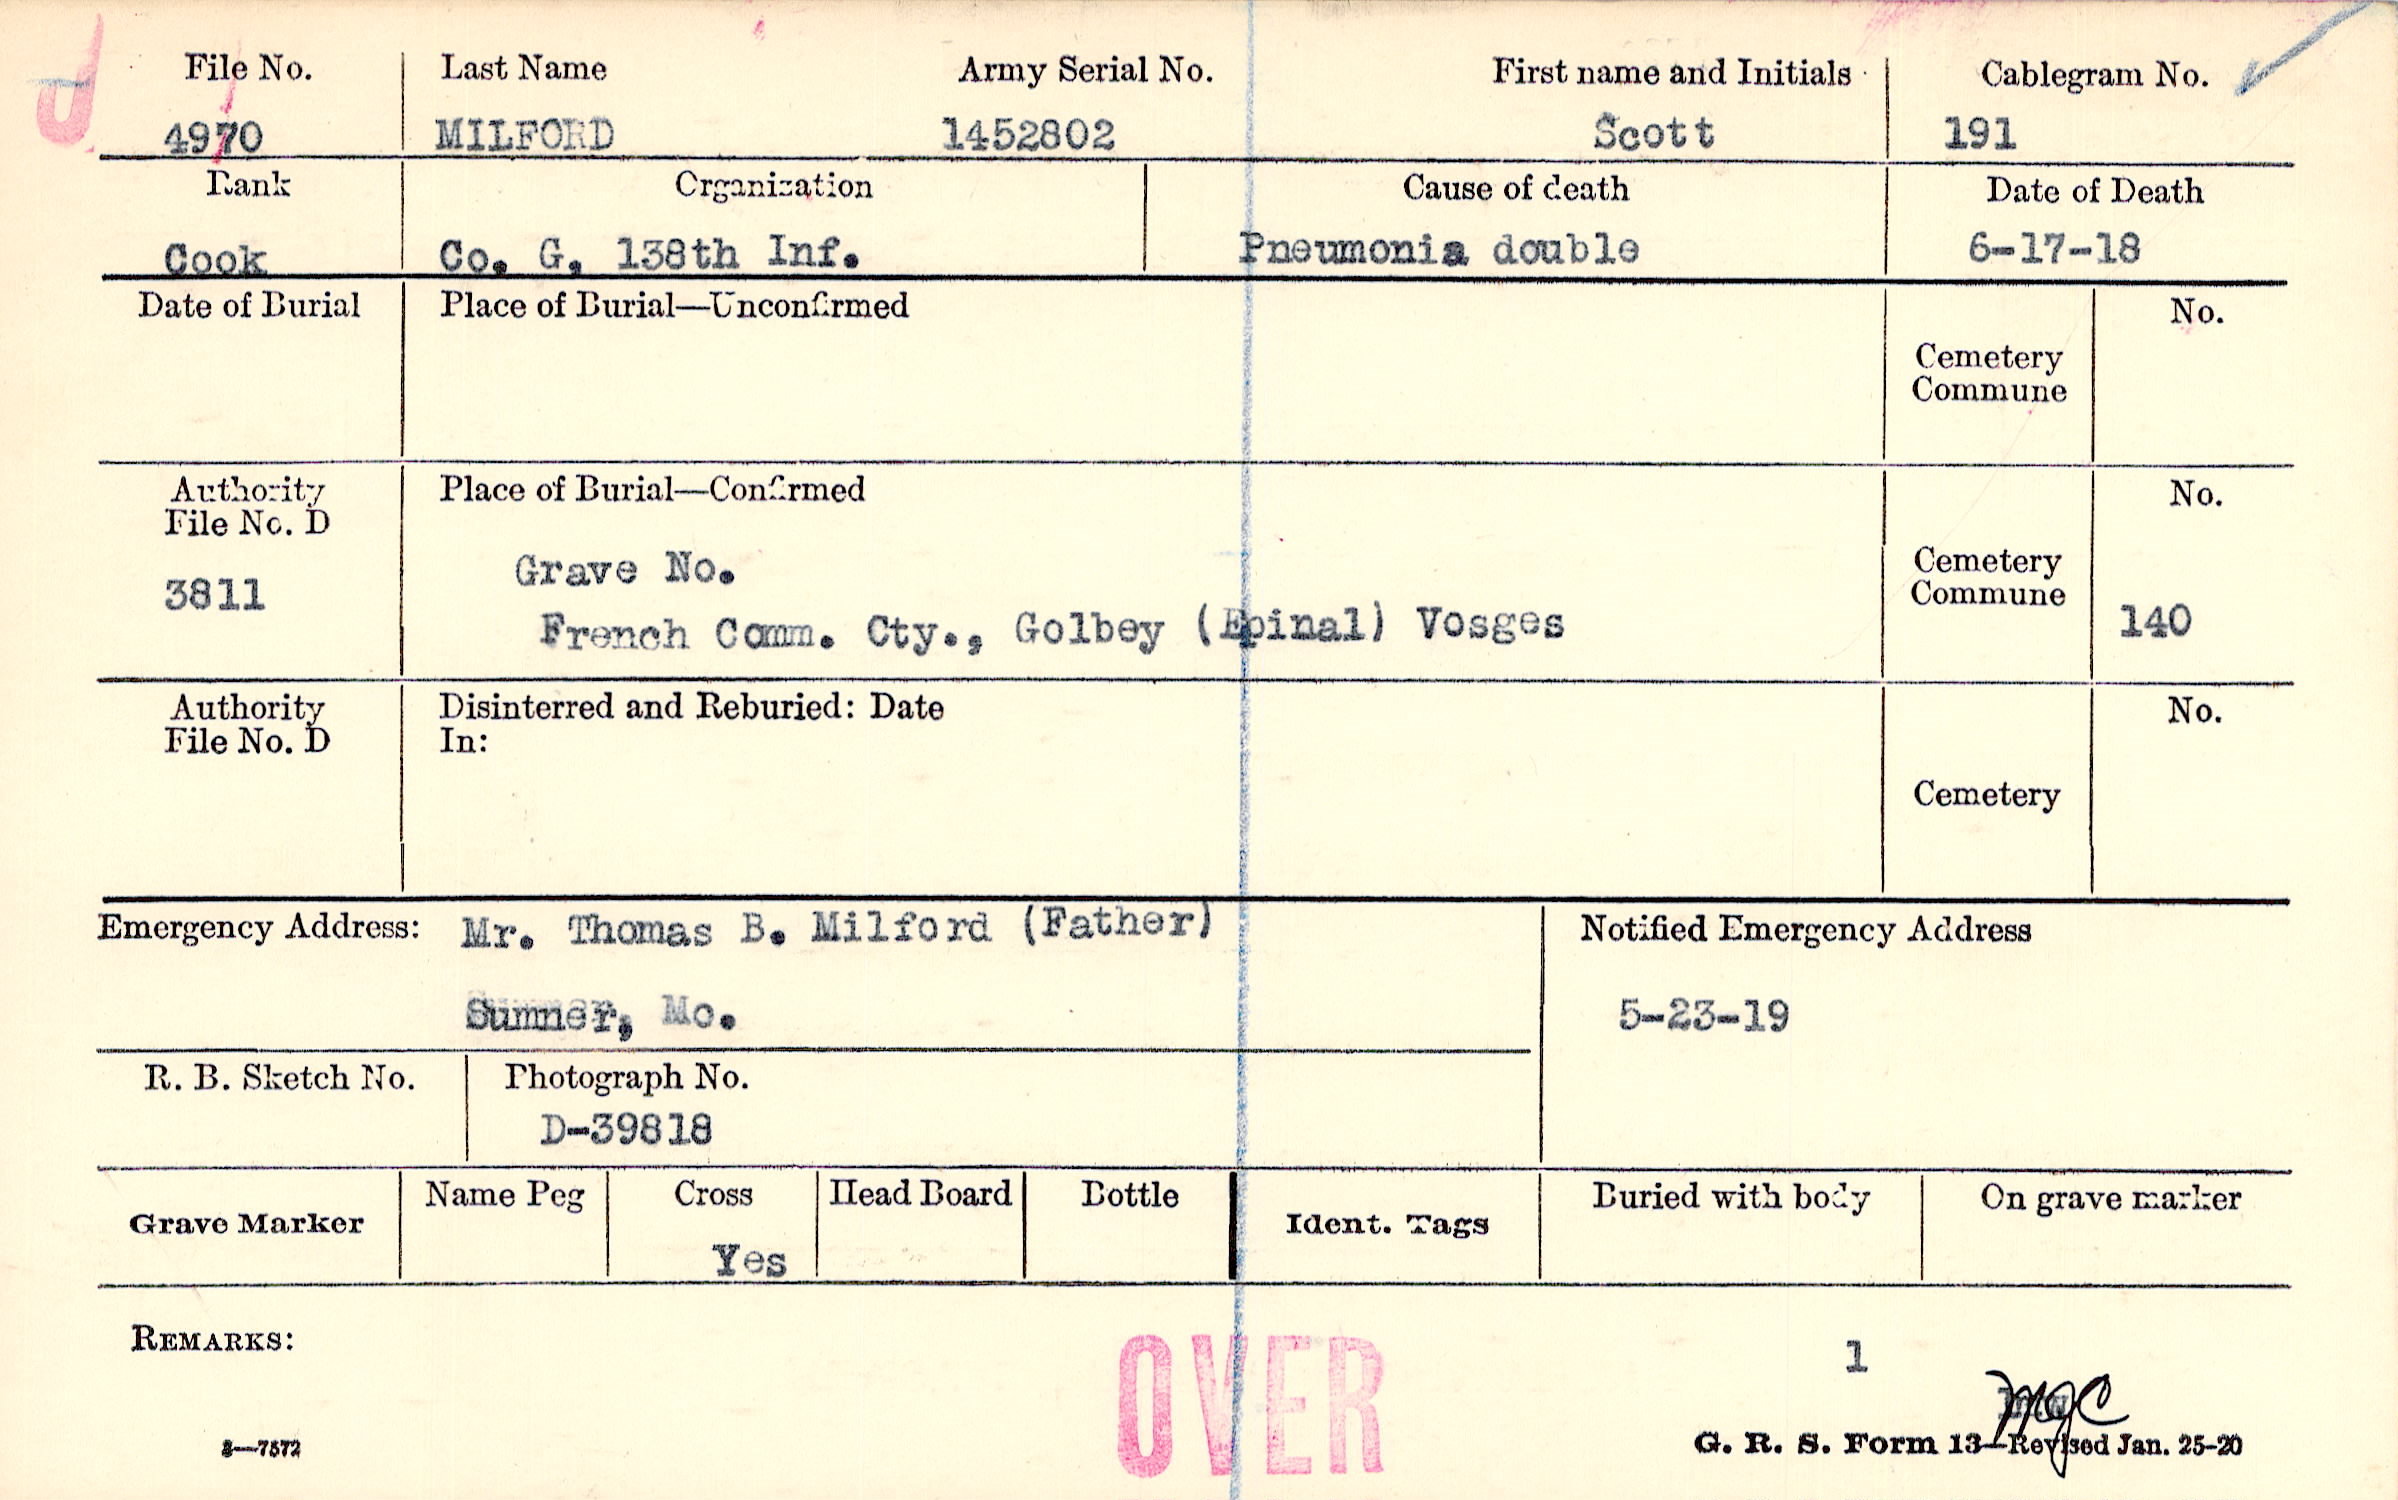 File No. Last Name Army Serial No. First name and Initials Cablegram No.
4970 MILFORD 1452802 Scott 191
Rank Organization Cause of death Date of Death
Cook Co. G, 138th Inf. Pneumonia double 6-17-18
Date of Burial Place of Burial—Unconfirmed No.
Cemetery
Commune
Authority Place of Burial—Confirmed No.
File No. D
Grave No.
3811 Cemetery
Commune
French Comm. Cty., Golbey (Epinal) Vosges 140
Authority Disinterred and Reburied: Date No.
File No. D In:
Cemetery
Emergency Address: Mr. Thomas B. Milford (Father) Notified Emergency Address
Sumner, Mo. 5-23-19
R. B. Sketch No. Photograph No.
D-39818
Grave Marker Name Peg Cross Head Board Bottle Ident. Tags Buried with body On grave marker
Yes
REMARKS:
OVER
1
MJC
3—7572 G. R. S. Form 13—Revised Jan. 25-20